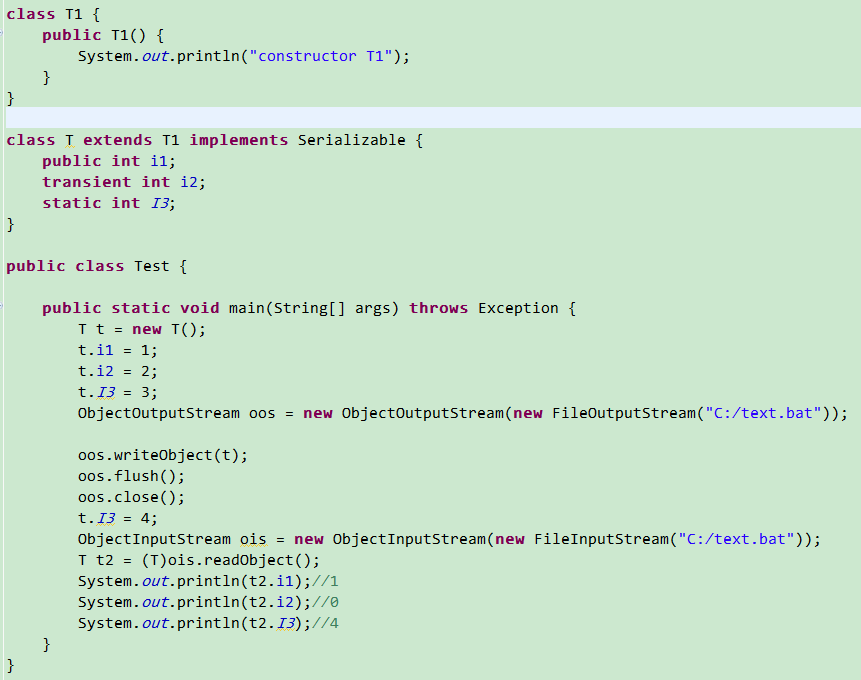 class T1 {
    public T1() {
        System.out.println("constructor T1");
    }
}
class T extends T1 implements Serializable {
    public int i1;
    transient int i2;
    static int I3;
}
public class Test {
    public static void main(String[] args) throws Exception {
        T t = new T();
        t.i1 = 1;
        t.i2 = 2;
        t.I3 = 3;
        ObjectOutputStream oos = new ObjectOutputStream(new FileOutputStream("C:/text.bat"));
        oos.writeObject(t);
        oos.flush();
        oos.close();
        t.I3 = 4;
        ObjectInputStream ois = new ObjectInputStream(new FileInputStream("C:/text.bat"));
        T t2 = (T)ois.readObject();
        System.out.println(t2.i1);//1
        System.out.println(t2.i2);//0
        System.out.println(t2.I3);//4
    }
}